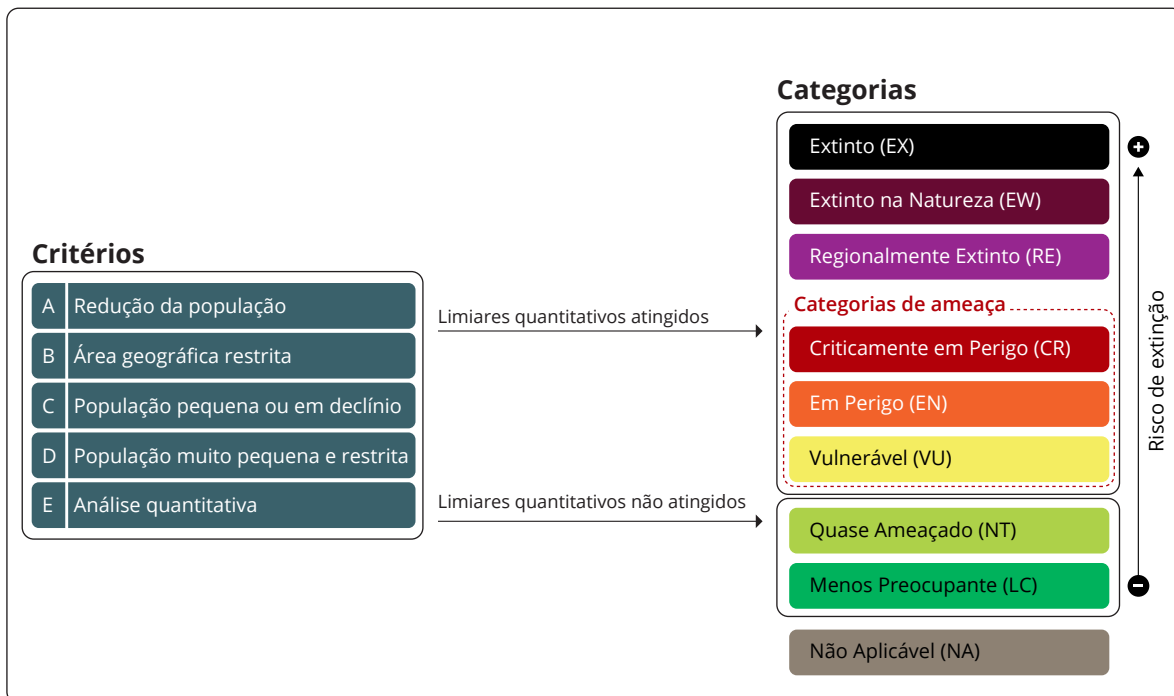 Categorias
Extinto (EX)
Extinto na Natureza (EW)
Regionalmente Extinto (RE)
Critérios
A Redução da população
B Área geográfica restrita
C População pequena ou em declínio
D População muito pequena e restrita
E Análise quantitativa
Limiares quantitativos atingidos
Limiares quantitativos não atingidos
Categorias de ameaça
Criticamente em Perigo (CR)
Em Perigo (EN)
Vulnerável (VU)
Quase Ameaçado (NT)
Menos Preocupante (LC)
Não Aplicável (NA)
+
Risco de extinção
−